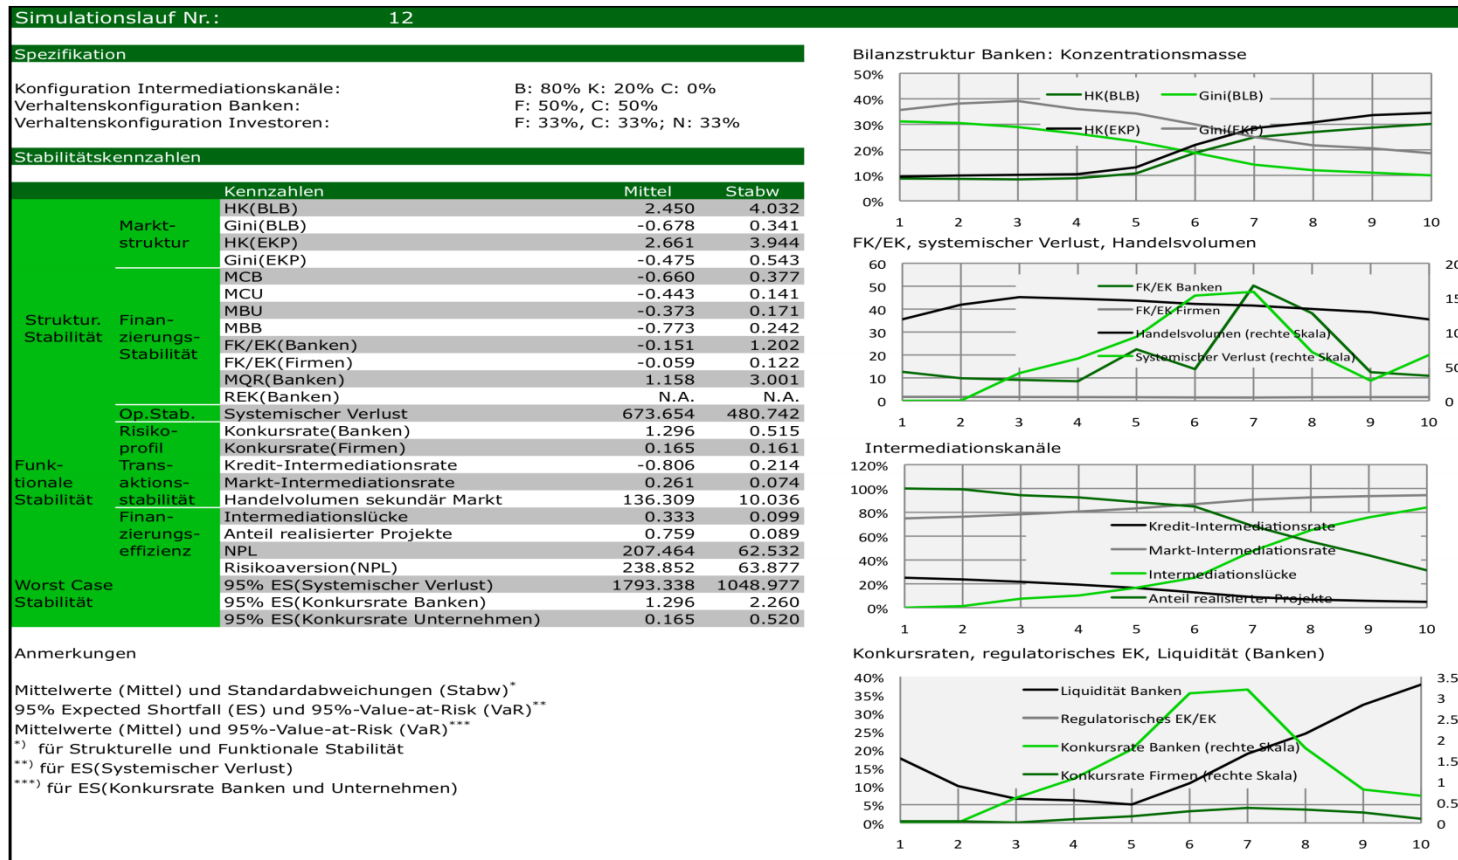 Simulationslauf Nr.: 12
Spezifikation
Konfiguration Intermediationskanäle: B: 80% K: 20% C: 0%
Verhaltenskonfiguration Banken: F: 50%, C: 50%
Verhaltenskonfiguration Investoren: F: 33%, C: 33%; N: 33%
Stabilitätskennzahlen
Kennzahlen Mittel Stabw
HK(BLB) 2.450 4.032
Markt- Gini(BLB) -0.678 0.341
struktur HK(EKP) 2.661 3.944
Gini(EKP) -0.475 0.543
MCB -0.660 0.377
MCU -0.443 0.141
Struktur. Finan- MBU -0.373 0.171
Stabilität zierungs- MBB -0.773 0.242
Stabilität FK/EK(Banken) -0.151 1.202
FK/EK(Firmen) -0.059 0.122
MQR(Banken) 1.158 3.001
REK(Banken) N.A. N.A.
Op.Stab. Systemischer Verlust 673.654 480.742
Risiko- Konkursrate(Banken) 1.296 0.515
profil Konkursrate(Firmen) 0.165 0.161
Funk- Trans- Kredit-Intermediationsrate -0.806 0.214
tionale aktions- Markt-Intermediationsrate 0.261 0.074
Stabilität stabilität Handelvolumen sekundär Markt 136.309 10.036
Finan- Intermediationslücke 0.333 0.099
zierungs- Anteil realisierter Projekte 0.759 0.089
effizienz NPL 207.464 62.532
Risikoaversion(NPL) 238.852 63.877
Worst Case 95% ES(Systemischer Verlust) 1793.338 1048.977
Stabilität 95% ES(Konkursrate Banken) 1.296 2.260
95% ES(Konkursrate Unternehmen) 0.165 0.520
Anmerkungen
Mittelwerte (Mittel) und Standardabweichungen (Stabw)*
95% Expected Shortfall (ES) und 95%-Value-at-Risk (VaR)**
Mittelwerte (Mittel) und 95%-Value-at-Risk (VaR)***
*) für Strukturelle und Funktionale Stabilität
**) für ES(Systemischer Verlust)
***) für ES(Konkursrate Banken und Unternehmen)
Bilanzstruktur Banken: Konzentrationsmasse
50%
40%
30%
20%
10%
0%
HK(BLB) Gini(BLB)
HK(EKP) Gini(EKP)
1 2 3 4 5 6 7 8 9 10
FK/EK, systemischer Verlust, Handelsvolumen
60
50
40
30
20
10
0
FK/EK Banken
FK/EK Firmen
Handelsvolumen (rechte Skala)
Systemischer Verlust (rechte Skala)
20
15
10
50
0
1 2 3 4 5 6 7 8 9 10
Intermediationskanäle
120%
100%
80%
60%
40%
20%
0%
Kredit-Intermediationsrate
Markt-Intermediationsrate
Intermediationslücke
Anteil realisierter Projekte
1 2 3 4 5 6 7 8 9 10
Konkursraten, regulatorisches EK, Liquidität (Banken)
40%
35%
30%
25%
20%
15%
10%
5%
0%
Liquidität Banken
Regulatorisches EK/EK
Konkursrate Banken (rechte Skala)
Konkursrate Firmen (rechte Skala)
3.5
3
2.5
2
1.5
1
0.5
0
1 2 3 4 5 6 7 8 9 10